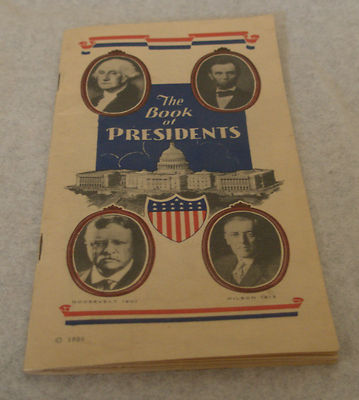 The
Book
of
PRESIDENTS
ROOSEVELT 1901
WILSON 1913
©